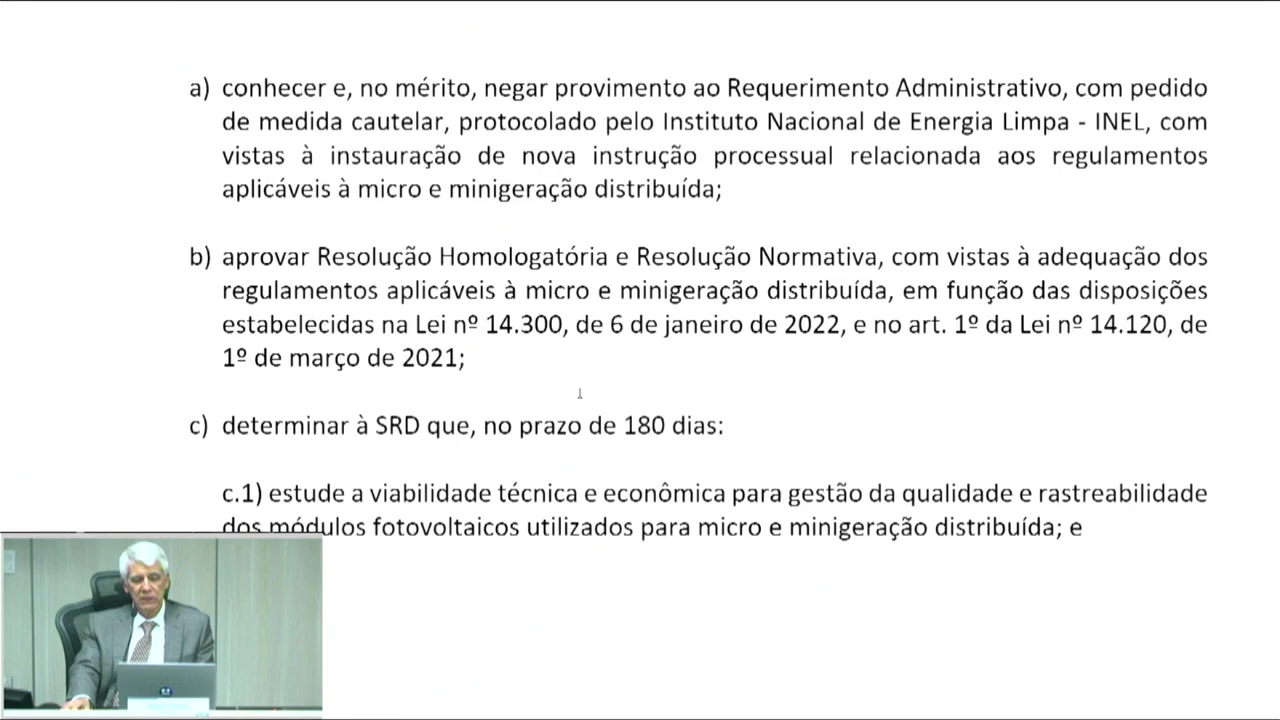 a) conhecer e, no mérito, negar provimento ao Requerimento Administrativo, com pedido
de medida cautelar, protocolado pelo Instituto Nacional de Energia Limpa - INEL, com
vistas à instauração de nova instrução processual relacionada aos regulamentos
aplicáveis à micro e minigeração distribuída;
b) aprovar Resolução Homologatória e Resolução Normativa, com vistas à adequação dos
regulamentos aplicáveis à micro e minigeração distribuída, em função das disposições
estabelecidas na Lei nº 14.300, de 6 de janeiro de 2022, e no art. 1º da Lei nº 14.120, de
1º de março de 2021;
c) determinar à SRD que, no prazo de 180 dias:
c.1) estude a viabilidade técnica e econômica para gestão da qualidade e rastreabilidade
dos módulos fotovoltaicos utilizados para micro e minigeração distribuída; e